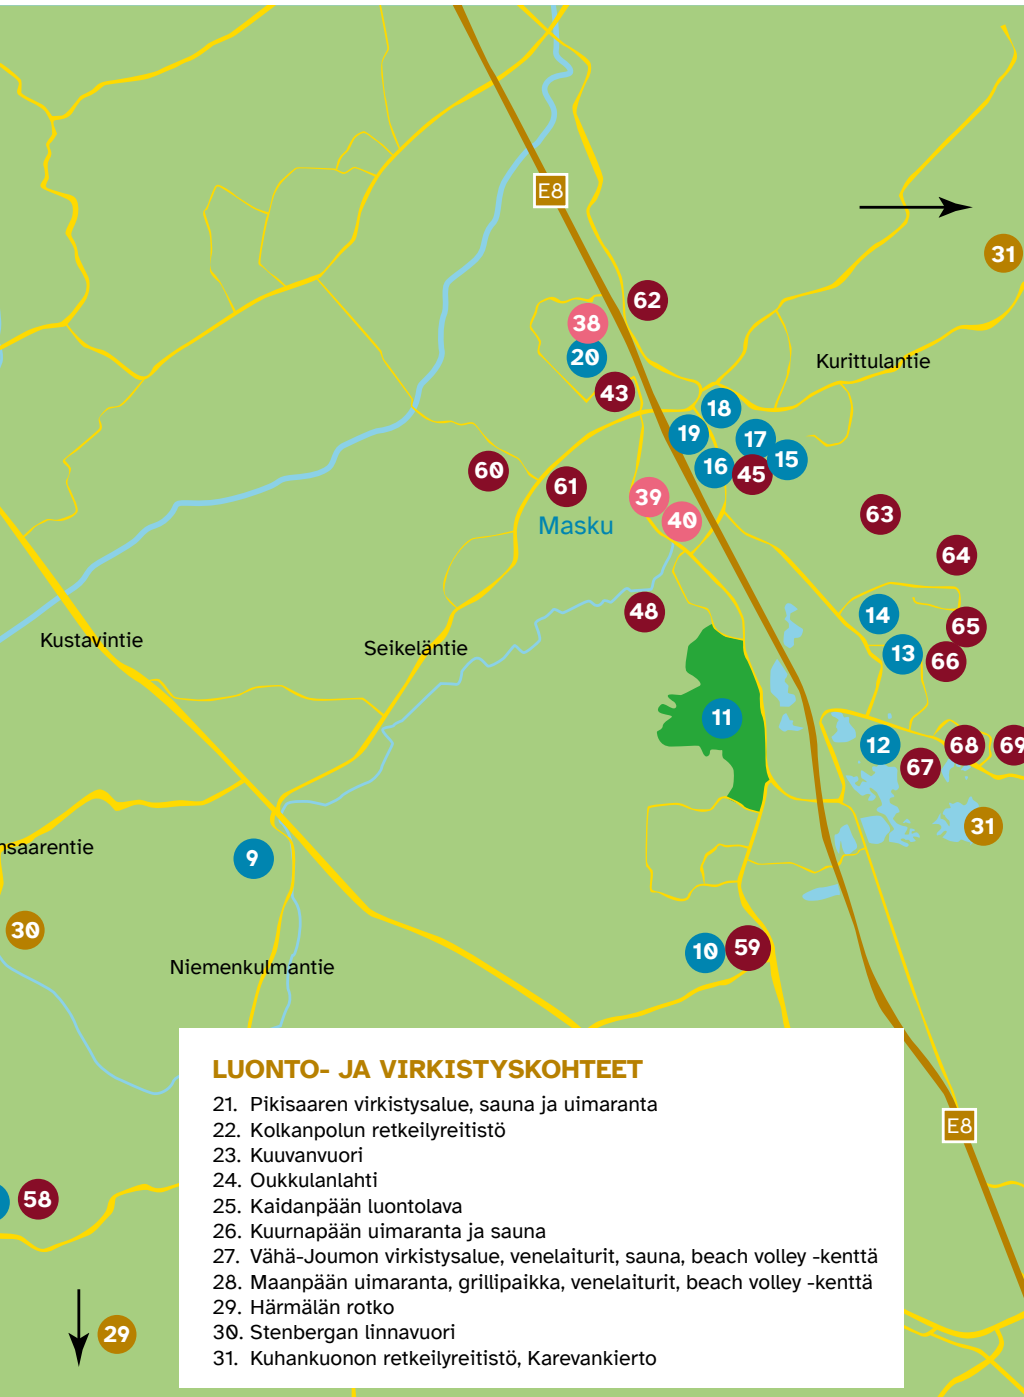 E8
31
62
38
20
Kurittulantie
43
18
19
17
16
45
15
60
61
39
40
Masku
63
64
48
14
65
Kustavintie
Seikeläntie
13
66
11
12
68
69
67
31
nsaarentie
9
30
10
59
Niemenkulmantie
LUONTO- JA VIRKISTYSKOHTEET
21. Pikisaaren virkistysalue, sauna ja uimaranta
22. Kolkanpolun retkeilyreitistö
23. Kuuvanvuori
24. Oukkulanlahti
25. Kaidanpään luontolava
26. Kuurnapään uimaranta ja sauna
27. Vähä-Joumon virkistysalue, venelaiturit, sauna, beach volley -kenttä
28. Maanpään uimaranta, grillipaikka, venelaiturit, beach volley -kenttä
29. Härmälän rotko
30. Stenbergan linnavuori
31. Kuhankuonon retkeilyreitistö, Karevankierto
E8
58
29